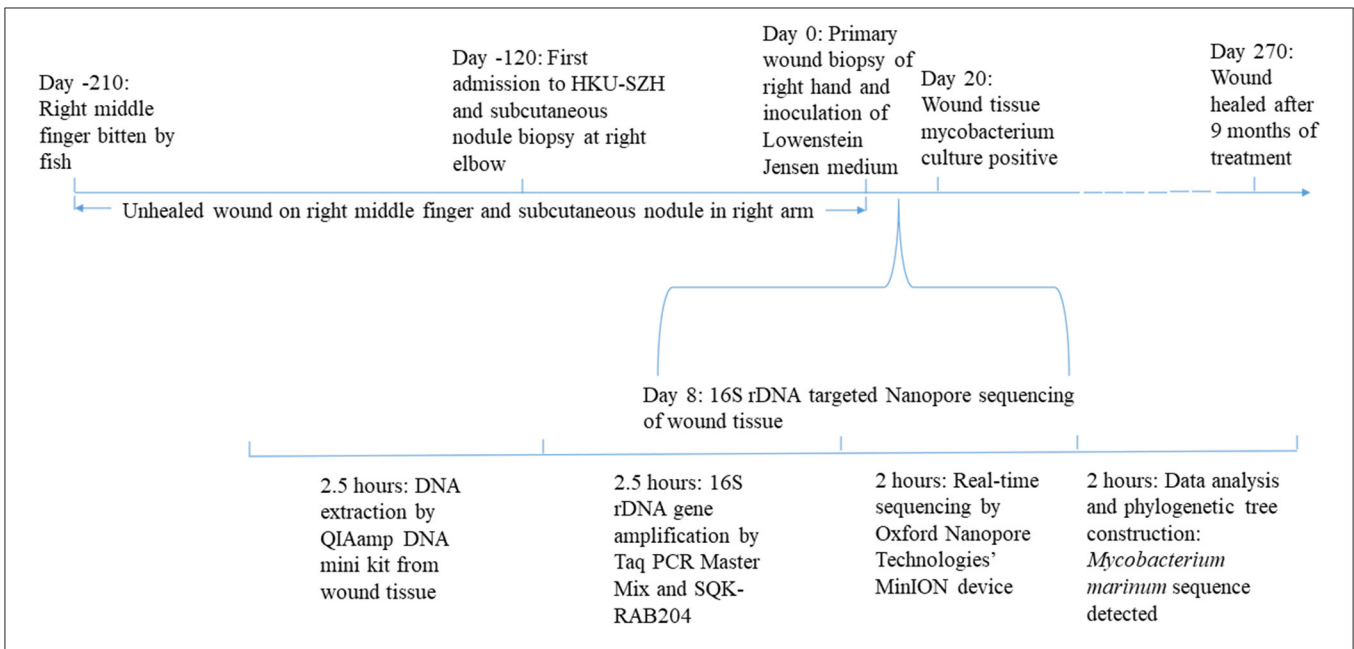 Day -210:
Right middle
finger bitten by
fish
Day -120: First
admission to HKU-SZH
and subcutaneous
nodule biopsy at right
elbow
Day 0: Primary
wound biopsy of
right hand and
inoculation of
Lowenstein
Jensen medium
Day 20:
Wound tissue
mycobacterium
culture positive
Day 270:
Wound
healed after
9 months of
treatment
Unhealed wound on right middle finger and subcutaneous nodule in right arm
Day 8: 16S rDNA targeted Nanopore sequencing
of wound tissue
2.5 hours: DNA
extraction by
QIAamp DNA
mini kit from
wound tissue
2.5 hours: 16S
rDNA gene
amplification by
Taq PCR Master
Mix and SQK-
RAB204
2 hours: Real-time
sequencing by
Oxford Nanopore
Technologies’
MinION device
2 hours: Data analysis
and phylogenetic tree
construction:
Mycobacterium
marinum sequence
detected